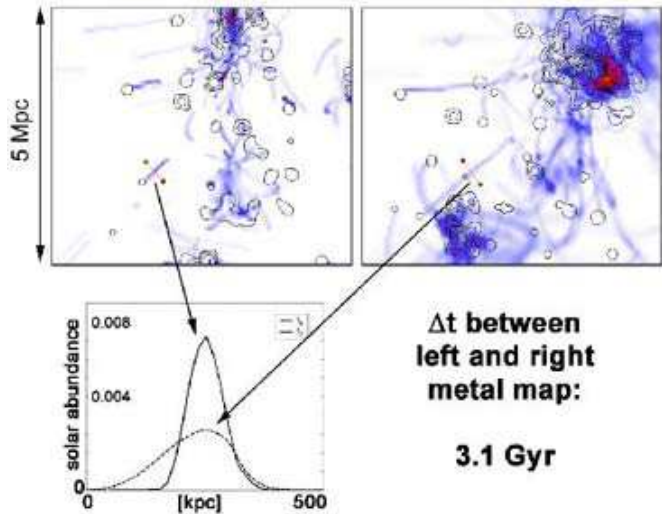 5 Mpc
0.008
0.004
0
solar abundance
0
[kpc]
500
Δt between
left and right
metal map:
3.1 Gyr